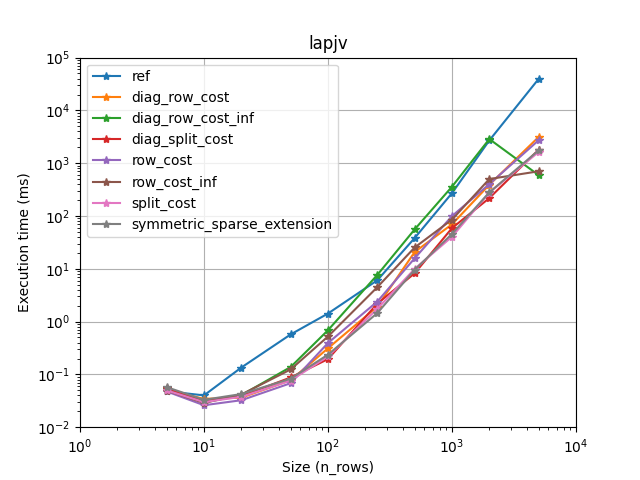 lapjv
10^5
10^4
10^3
10^2
10^1
10^0
10^-1
10^-2
Execution time (ms)
ref
diag_row_cost
diag_row_cost_inf
diag_split_cost
row_cost
row_cost_inf
split_cost
symmetric_sparse_extension
10^0 10^1 10^2 10^3 10^4
Size (n_rows)